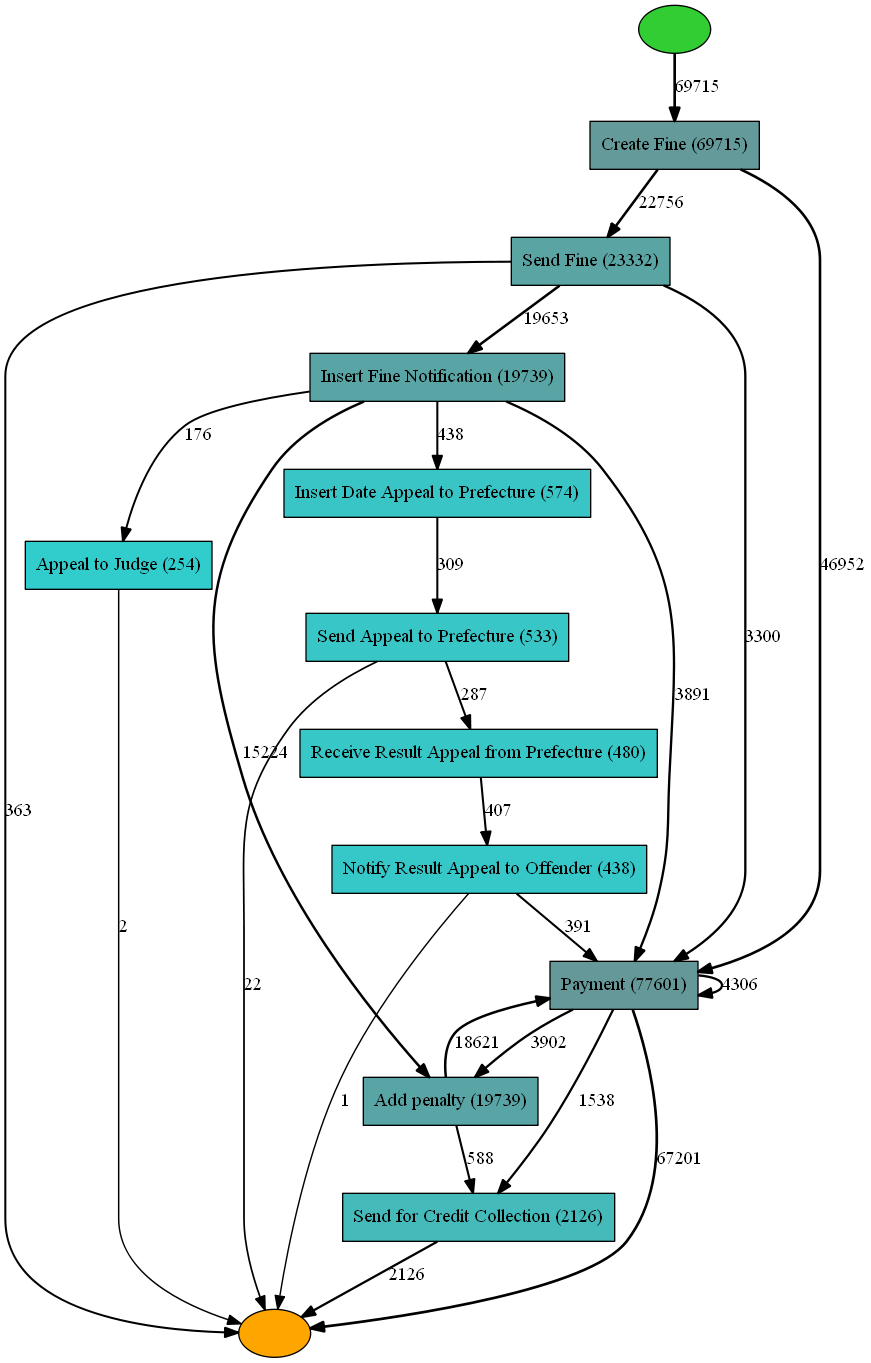 69715
Create Fine (69715)
22756
Send Fine (23332)
19653
Insert Fine Notification (19739)
176
438
Insert Date Appeal to Prefecture (574)
Appeal to Judge (254)
309
46952
Send Appeal to Prefecture (533)
3300
287
3891
15224
Receive Result Appeal from Prefecture (480)
363
407
Notify Result Appeal to Offender (438)
2
391
22
Payment (77601)
4306
18621
3902
Add penalty (19739)
1
1538
588
67201
Send for Credit Collection (2126)
2126